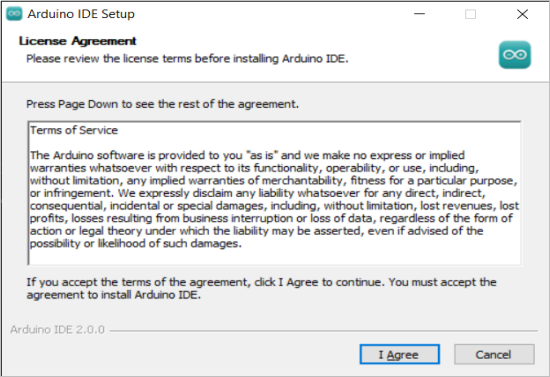 Arduino IDE Setup
License Agreement
Please review the license terms before installing Arduino IDE.
Press Page Down to see the rest of the agreement.
Terms of Service
The Arduino software is provided to you "as is" and we make no express or implied
warranties whatsoever with respect to its functionality, operability, or use, including,
without limitation, any implied warranties of merchantability, fitness for a particular purpose,
or infringement. We expressly disclaim any liability whatsoever for any direct, indirect,
consequential, incidental or special damages, including, without limitation, lost revenues, lost
profits, losses resulting from business interruption or loss of data, regardless of the form of
action or legal theory under which the liability may be asserted, even if advised of the
possibility or likelihood of such damages.
If you accept the terms of the agreement, click I Agree to continue. You must accept the
agreement to install Arduino IDE.
Arduino IDE 2.0.0
I Agree
Cancel